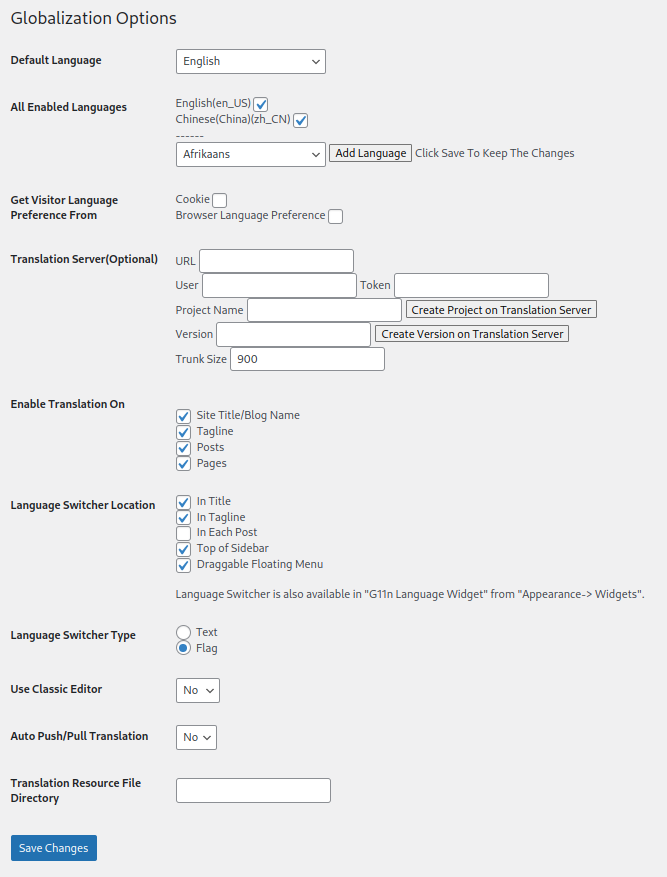 Globalization Options
Default Language
English
All Enabled Languages
English(en_US)
Chinese(China)(zh_CN)
------
Afrikaans Add Language Click Save To Keep The Changes
Get Visitor Language
Preference From
Cookie
Browser Language Preference
Translation Server(Optional)
URL
User Token
Project Name Create Project on Translation Server
Version Create Version on Translation Server
Trunk Size 900
Enable Translation On
Site Title/Blog Name
Tagline
Posts
Pages
Language Switcher Location
In Title
In Tagline
In Each Post
Top of Sidebar
Draggable Floating Menu
Language Switcher is also available in "G11n Language Widget" from "Appearance-> Widgets".
Language Switcher Type
Text
Flag
Use Classic Editor
No
Auto Push/Pull Translation
No
Translation Resource File
Directory
Save Changes